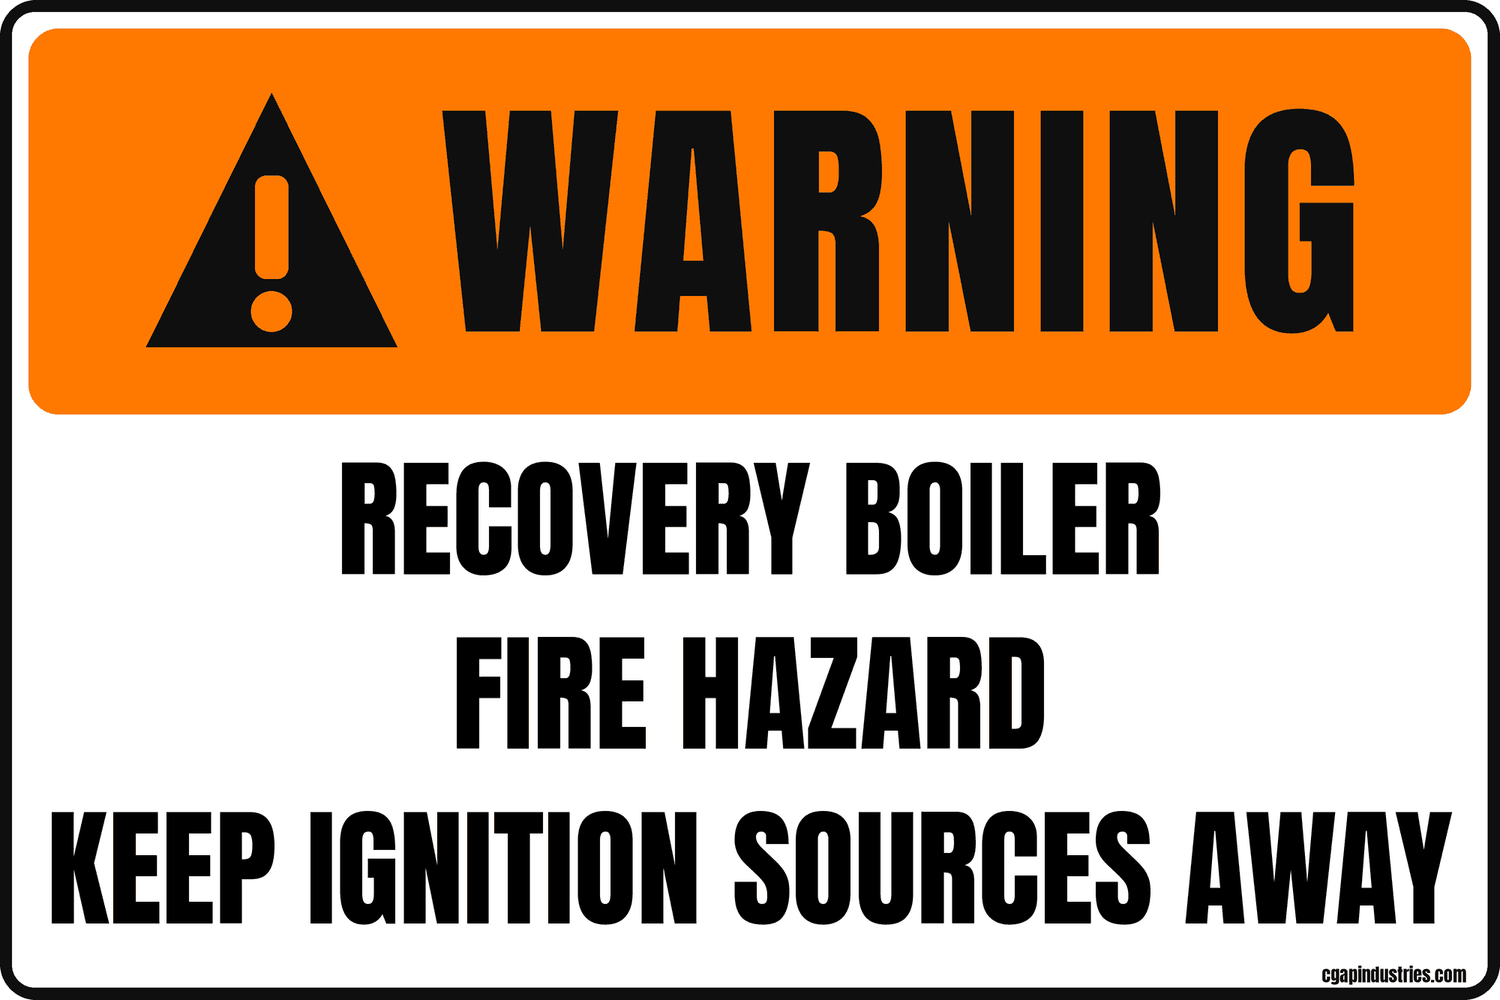 WARNING
RECOVERY BOILER
FIRE HAZARD
KEEP IGNITION SOURCES AWAY
cgapindustries.com